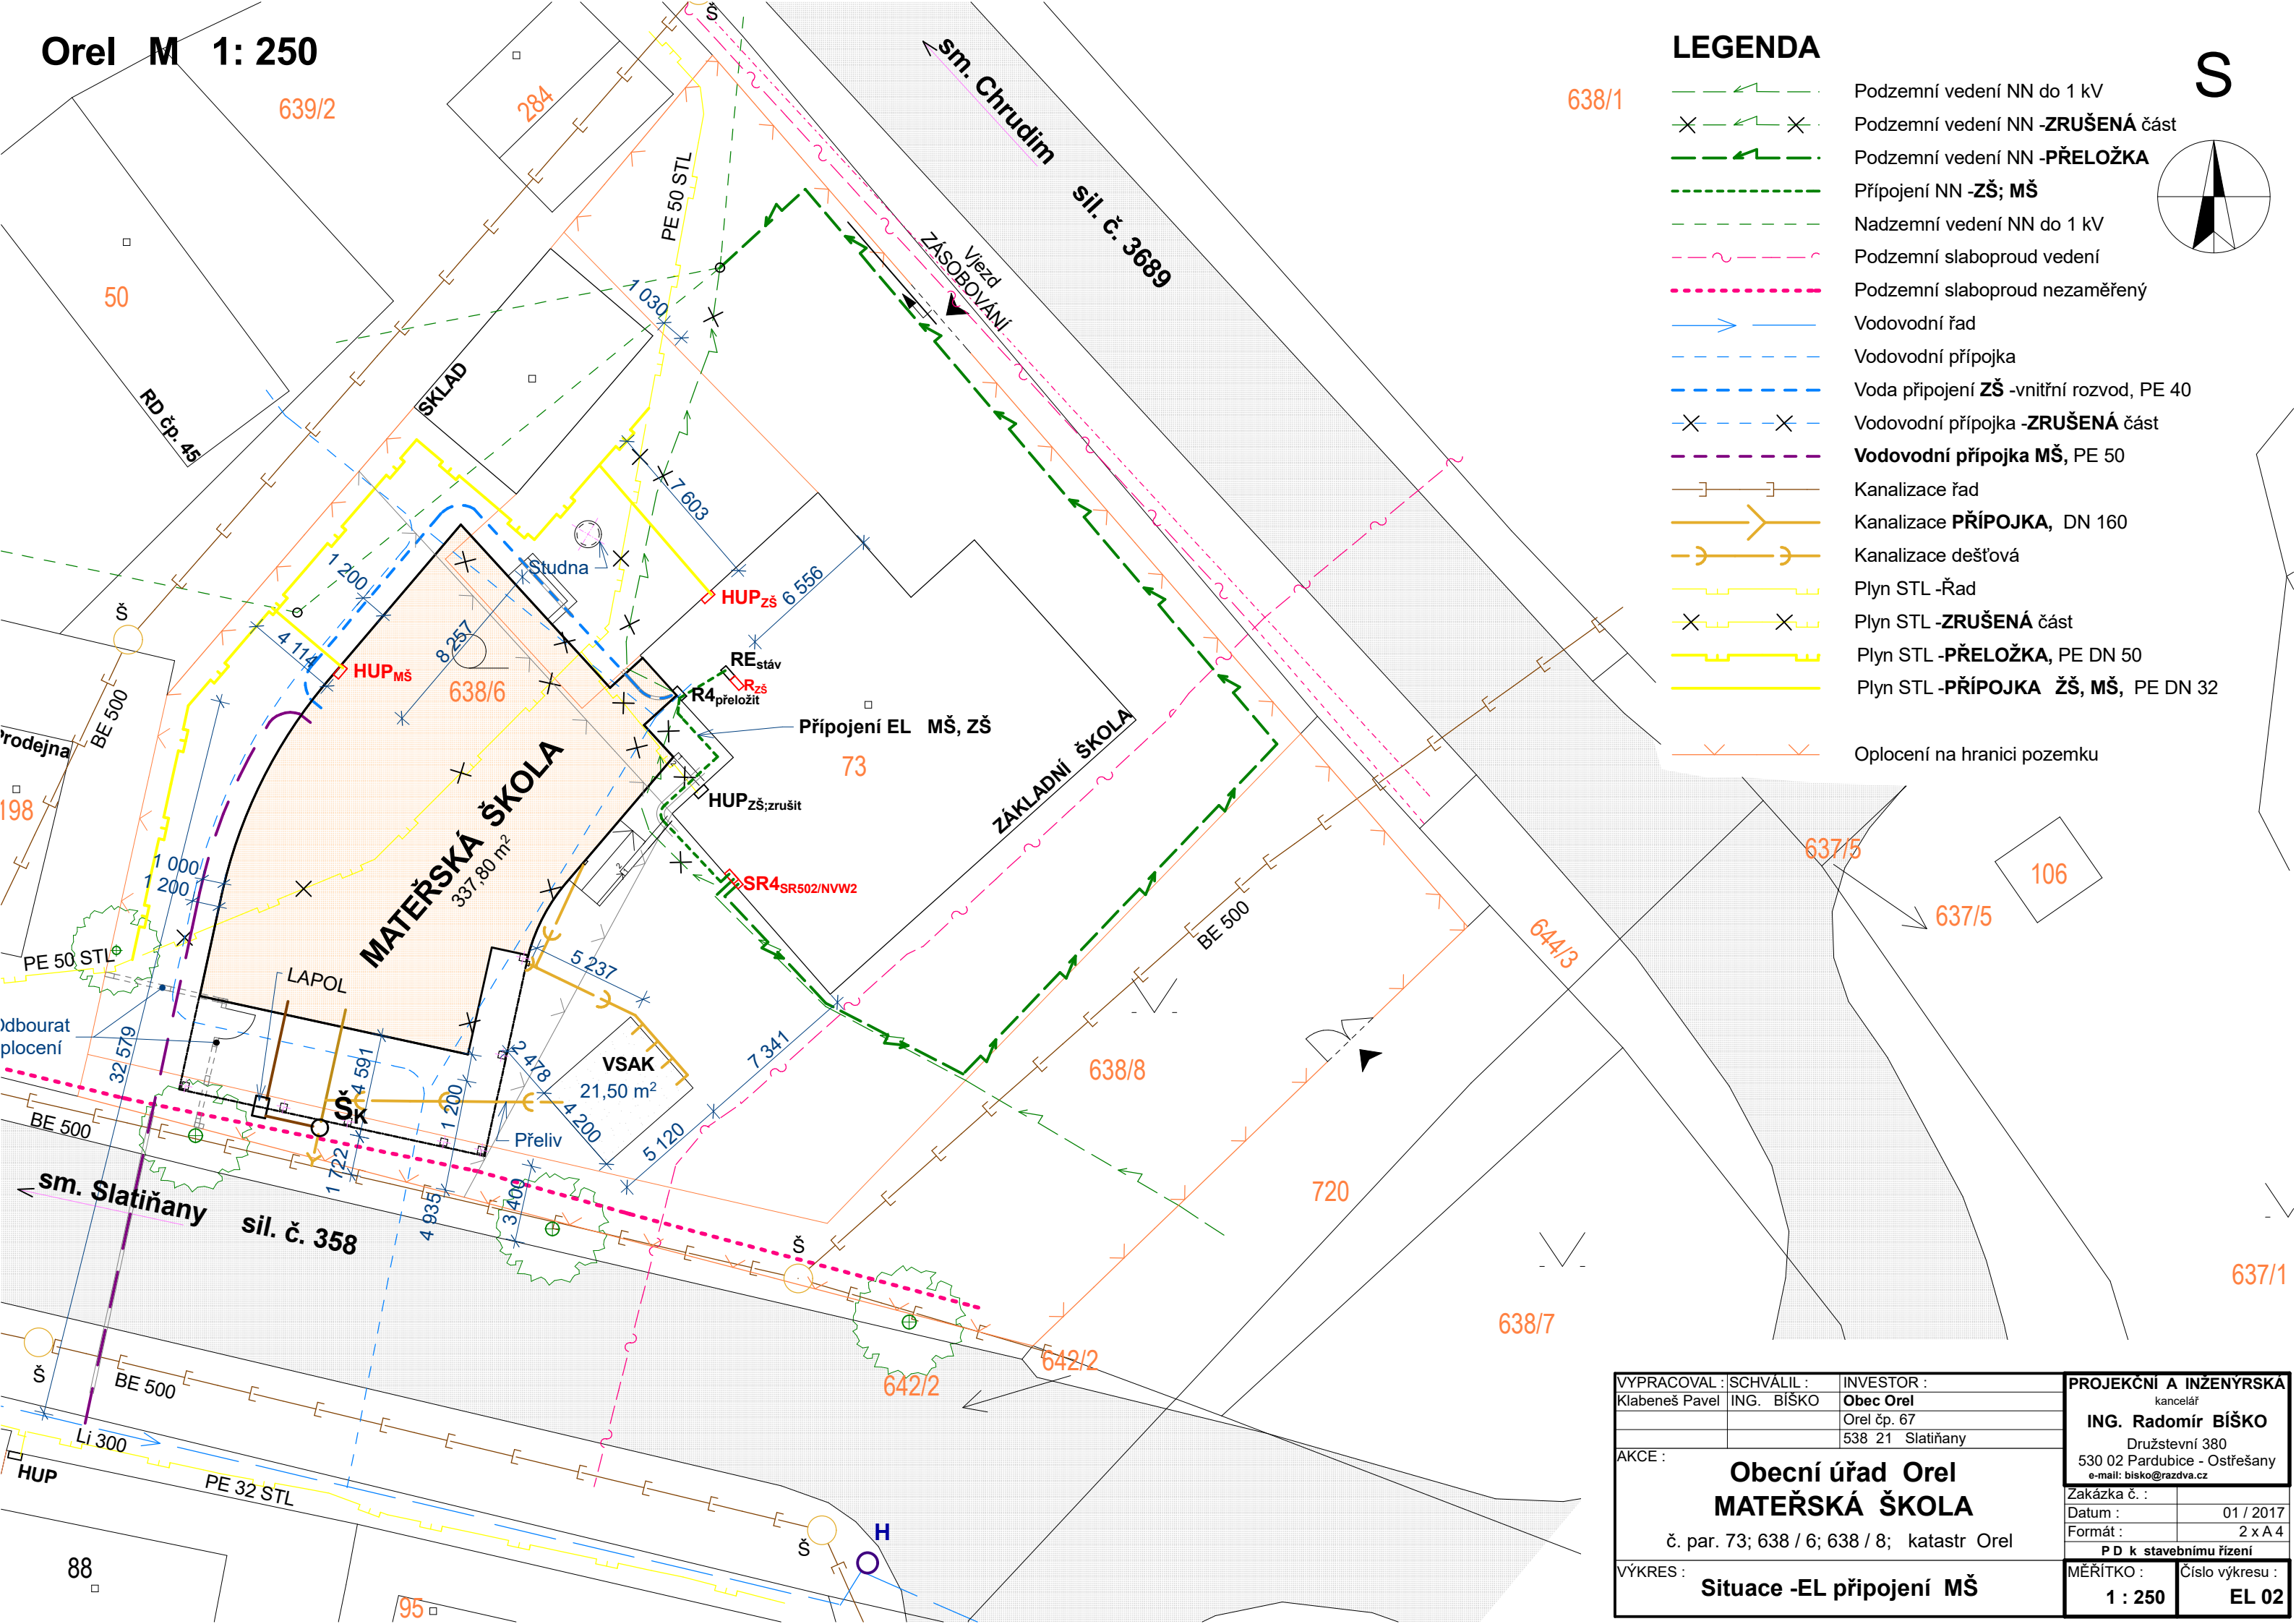 Orel M 1: 250
639/2
284
50
RD čp. 45
SKLAD
PE 50 STL
Š
sm. Chrudim sil. č. 3689
Vjezd
ZÁSOBOVÁNÍ
638/1
1 030
7 603
6 556
1 200
4 114
8 257
Studna
HUPZŠ
HUPMŠ
638/6
REstáv
RZŠ
R4přeložit
Přípojení EL MŠ, ZŠ
73
HUPZŠ;zrušit
ZÁKLADNÍ ŠKOLA
MATEŘSKÁ ŠKOLA
337,80 m²
SR4SR502/NVW2
Š
BE 500
Prodejna
198
1 000
1 200
PE 50 STL
LAPOL
Odbourat
oplocení
32 579
5 237
2 478
VSAK
21,50 m²
4 591
1 200
4 200
7 341
5 120
Přeliv
ŠK
1 722
4 935
3 400
BE 500
sm. Slatiňany sil. č. 358
Š
BE 500
Š
BE 500
638/8
644/3
720
638/7
642/2
642/2
637/5
637/5
106
637/1
Li 300
HUP
PE 32 STL
Š
H
88
95
LEGENDA
S
Podzemní vedení NN do 1 kV
Podzemní vedení NN -ZRUŠENÁ část
Podzemní vedení NN -PŘELOŽKA
Přípojení NN -ZŠ; MŠ
Nadzemní vedení NN do 1 kV
Podzemní slaboproud vedení
Podzemní slaboproud nezaměřený
Vodovodní řad
Vodovodní přípojka
Voda připojení ZŠ -vnitřní rozvod, PE 40
Vodovodní přípojka -ZRUŠENÁ část
Vodovodní přípojka MŠ, PE 50
Kanalizace řad
Kanalizace PŘÍPOJKA, DN 160
Kanalizace dešťová
Plyn STL -Řad
Plyn STL -ZRUŠENÁ část
Plyn STL -PŘELOŽKA, PE DN 50
Plyn STL -PŘÍPOJKA ŽŠ, MŠ, PE DN 32
Oplocení na hranici pozemku
VYPRACOVAL : SCHVÁLIL : INVESTOR :
Klabeneš Pavel ING. BÍŠKO Obec Orel
Orel čp. 67
538 21 Slatiňany
AKCE :
Obecní úřad Orel
MATEŘSKÁ ŠKOLA
č. par. 73; 638 / 6; 638 / 8; katastr Orel
VÝKRES :
Situace -EL připojení MŠ
PROJEKČNÍ A INŽENÝRSKÁ
kancelář
ING. Radomír BÍŠKO
Družstevní 380
530 02 Pardubice - Ostřešany
e-mail: bisko@razdva.cz
Zakázka č. :
Datum : 01 / 2017
Formát : 2 x A 4
P D k stavebnímu řízení
MĚŘÍTKO : Číslo výkresu :
1 : 250 EL 02